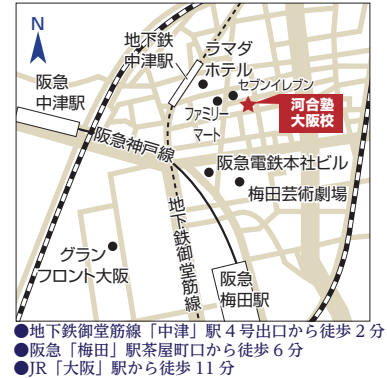 N
地下鉄
中津駅
ラマダ
ホテル
セブンイレブン
阪急
中津駅
ファミリー
マート
河合塾
大阪校
阪急神戸線
阪急電鉄本社ビル
梅田芸術劇場
地下鉄御堂筋線
グラン
フロント大阪
阪急
梅田駅
●地下鉄御堂筋線「中津」駅4号出口から徒歩2分
●阪急「梅田」駅茶屋町口から徒歩6分
●JR「大阪」駅から徒歩11分